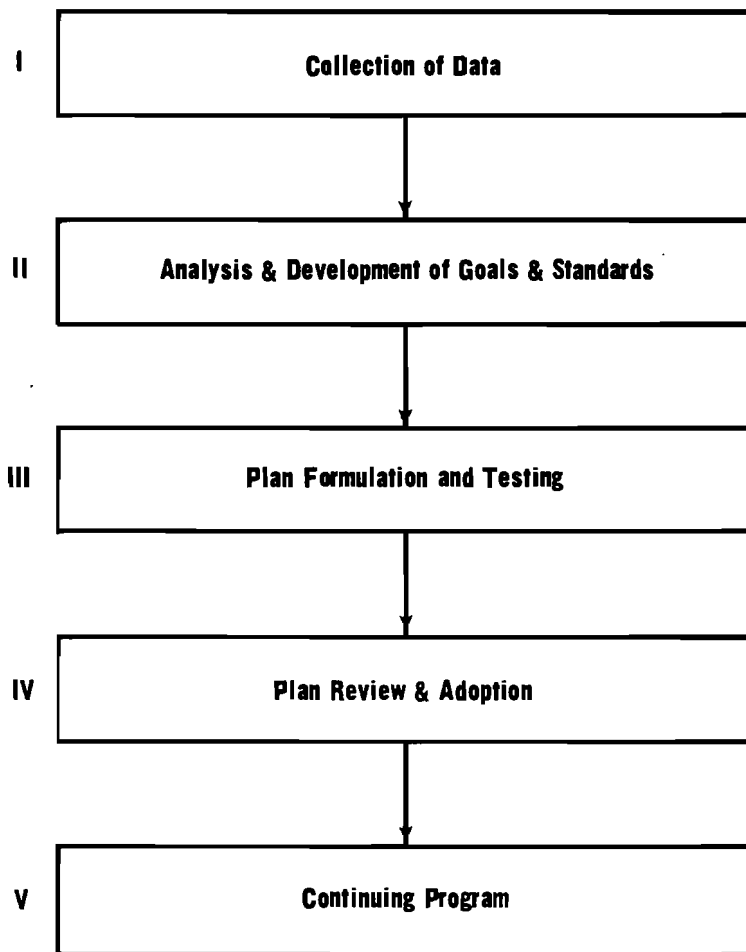 I
Collection of Data
II
Analysis & Development of Goals & Standards
III
Plan Formulation and Testing
IV
Plan Review & Adoption
V
Continuing Program